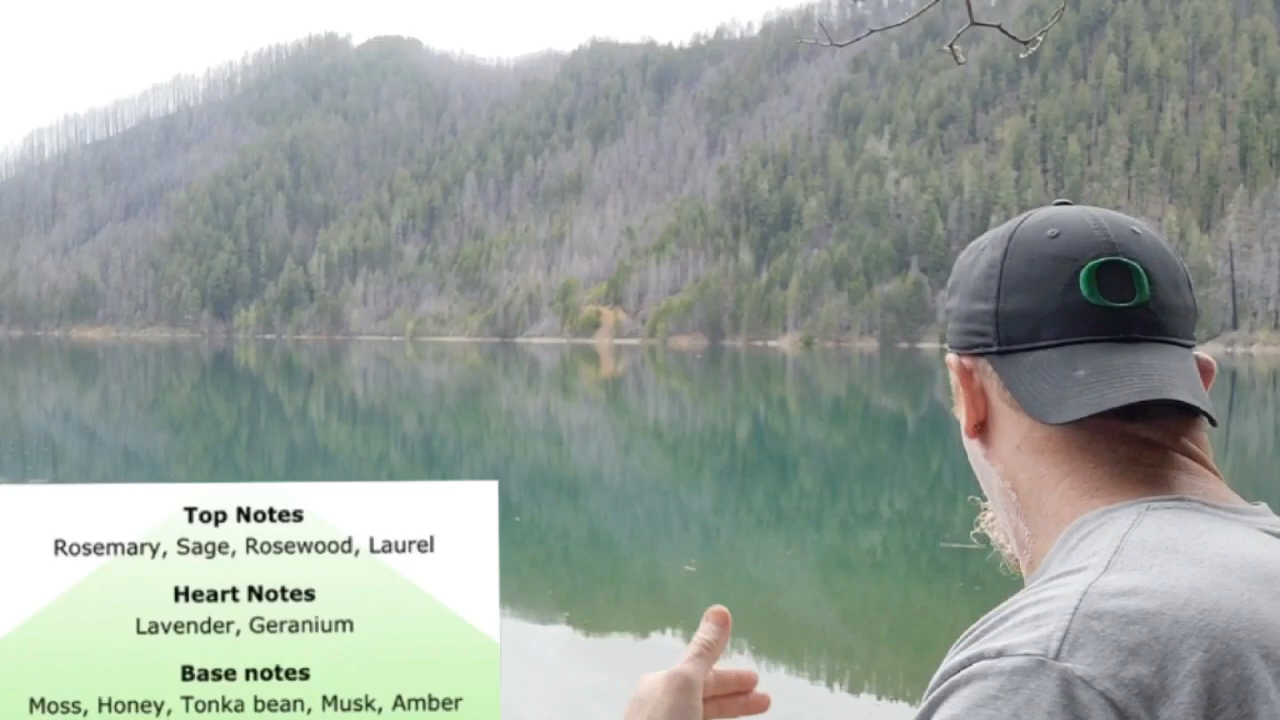 O
Top Notes
Rosemary, Sage, Rosewood, Laurel
Heart Notes
Lavender, Geranium
Base notes
Moss, Honey, Tonka bean, Musk, Amber